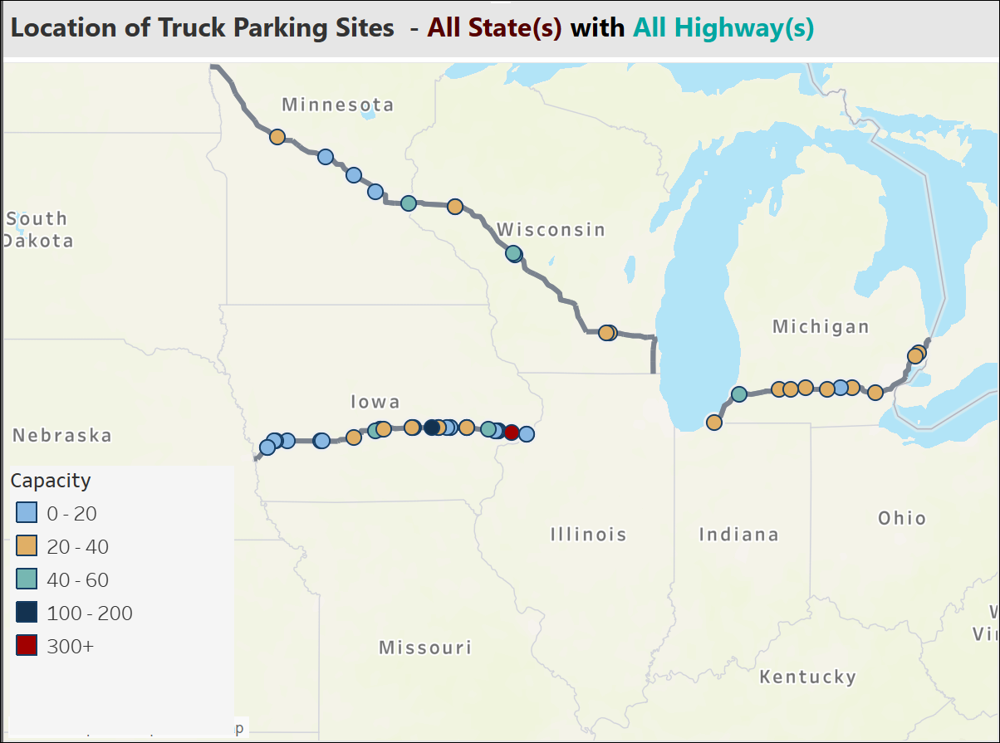 Location of Truck Parking Sites - All State(s) with All Highway(s)
Minnesota
South
Dakota
Wisconsin
Michigan
Iowa
Nebraska
Capacity
0 - 20
20 - 40
40 - 60
100 - 200
300+
Illinois
Indiana
Ohio
Missouri
Kentucky
W
Vi
p